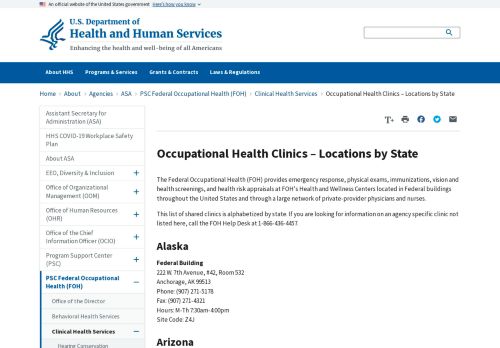 An official website of the United States government Here's how you know
U.S. Department of
Health and Human Services
Enhancing the health and well-being of all Americans
About HHS Programs & Services Grants & Contracts Laws & Regulations
Home > About > Agencies > ASA > PSC Federal Occupational Health (FOH) > Clinical Health Services > Occupational Health Clinics – Locations by State
Assistant Secretary for
Administration (ASA)
HHS COVID-19 Workplace Safety
Plan
About ASA
EEO, Diversity & Inclusion
Office of Organizational
Management (OOM)
Office of Human Resources
(OHR)
Office of the Chief
Information Officer (OCIO)
Program Support Center
(PSC)
PSC Federal Occupational
Health (FOH)
Office of the Director
Behavioral Health Services
Clinical Health Services
Hearing Conservation
T+
Occupational Health Clinics – Locations by State
The Federal Occupational Health (FOH) provides emergency response, physical exams, immunizations, vision and
health screenings, and health risk appraisals at FOH's Health and Wellness Centers located in Federal buildings
throughout the United States and through a large network of private-provider physicians and nurses.
This list of shared clinics is alphabetized by state. If you are looking for information on an agency specific clinic not
listed here, call the FOH Help Desk at 1-866-436-4457.
Alaska
Federal Building
222 W. 7th Avenue, #42, Room 532
Anchorage, AK 99513
Phone: (907) 271-5178
Fax: (907) 271-4321
Hours: M-Th 7:30am-4:00pm
Site Code: Z4J
Arizona